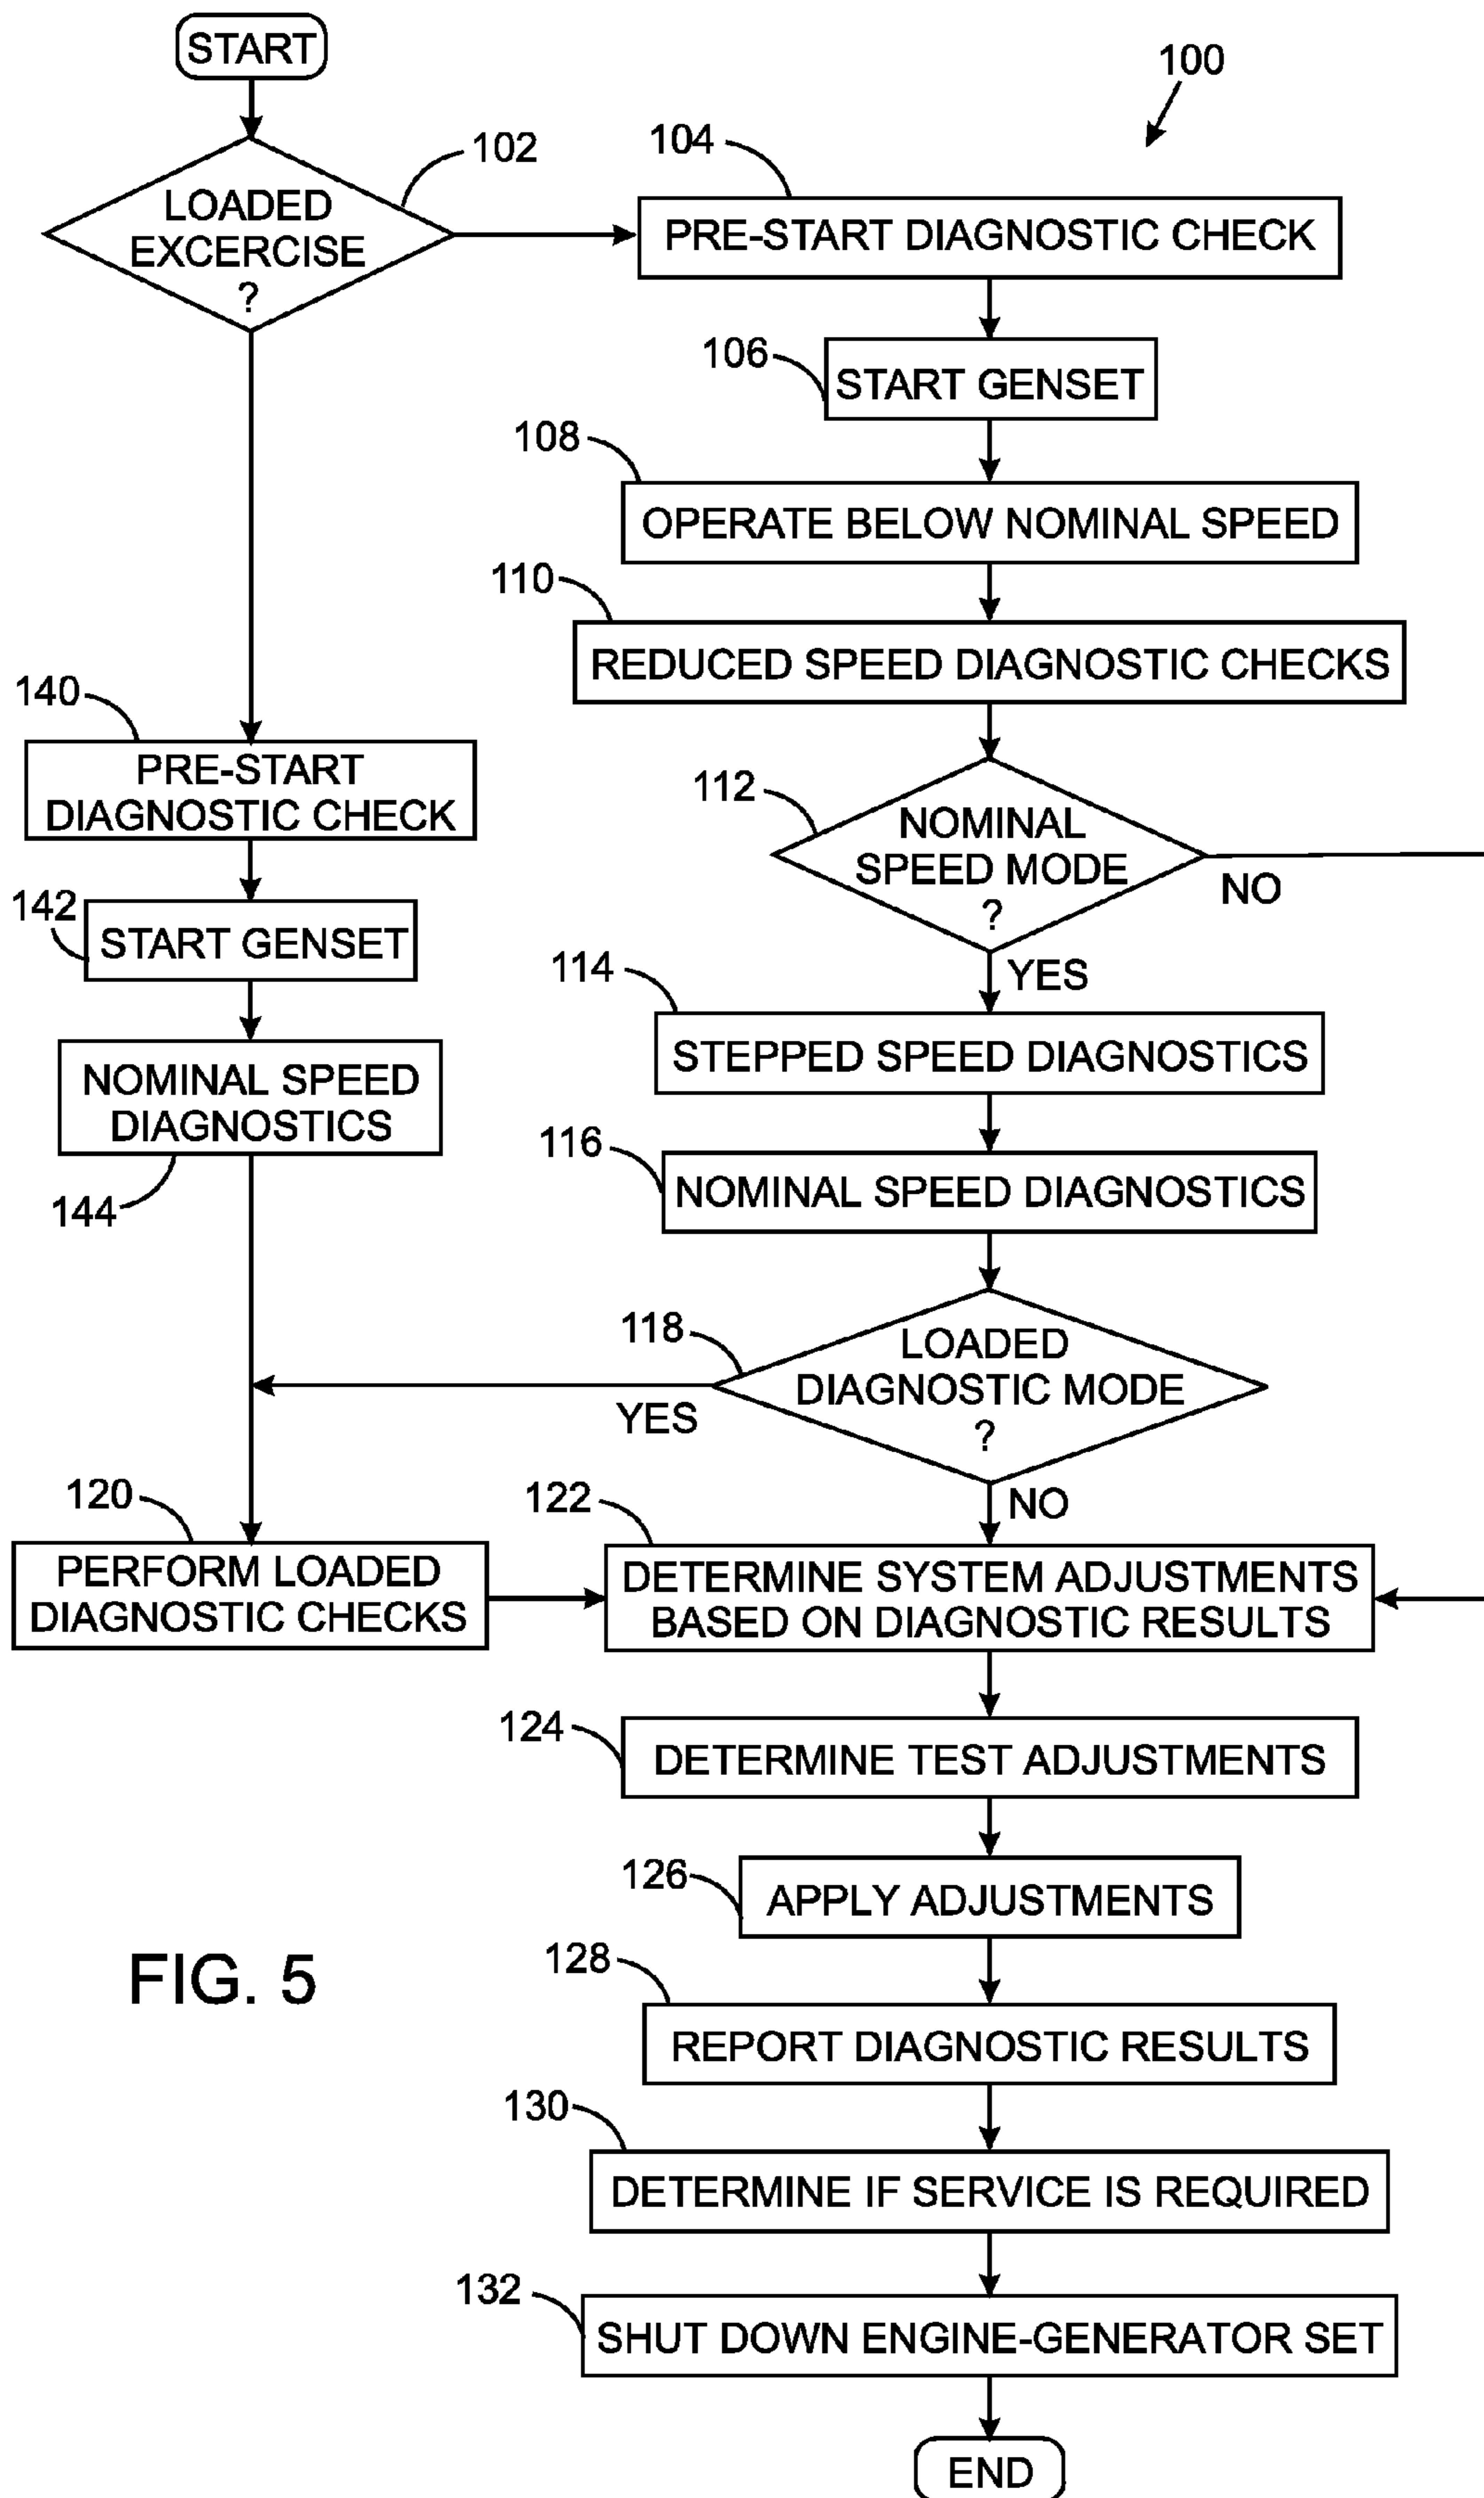 START
100
102
104
LOADED
EXCERCISE
?
PRE-START DIAGNOSTIC CHECK
106
START GENSET
108
OPERATE BELOW NOMINAL SPEED
110
REDUCED SPEED DIAGNOSTIC CHECKS
140
PRE-START
DIAGNOSTIC CHECK
112
NOMINAL
SPEED MODE
?
NO
YES
142
START GENSET
114
STEPPED SPEED DIAGNOSTICS
NOMINAL SPEED
DIAGNOSTICS
144
116
NOMINAL SPEED DIAGNOSTICS
118
LOADED
DIAGNOSTIC MODE
?
YES
NO
120
PERFORM LOADED
DIAGNOSTIC CHECKS
122
DETERMINE SYSTEM ADJUSTMENTS
BASED ON DIAGNOSTIC RESULTS
124
DETERMINE TEST ADJUSTMENTS
126
APPLY ADJUSTMENTS
FIG. 5
128
REPORT DIAGNOSTIC RESULTS
130
DETERMINE IF SERVICE IS REQUIRED
132
SHUT DOWN ENGINE-GENERATOR SET
END